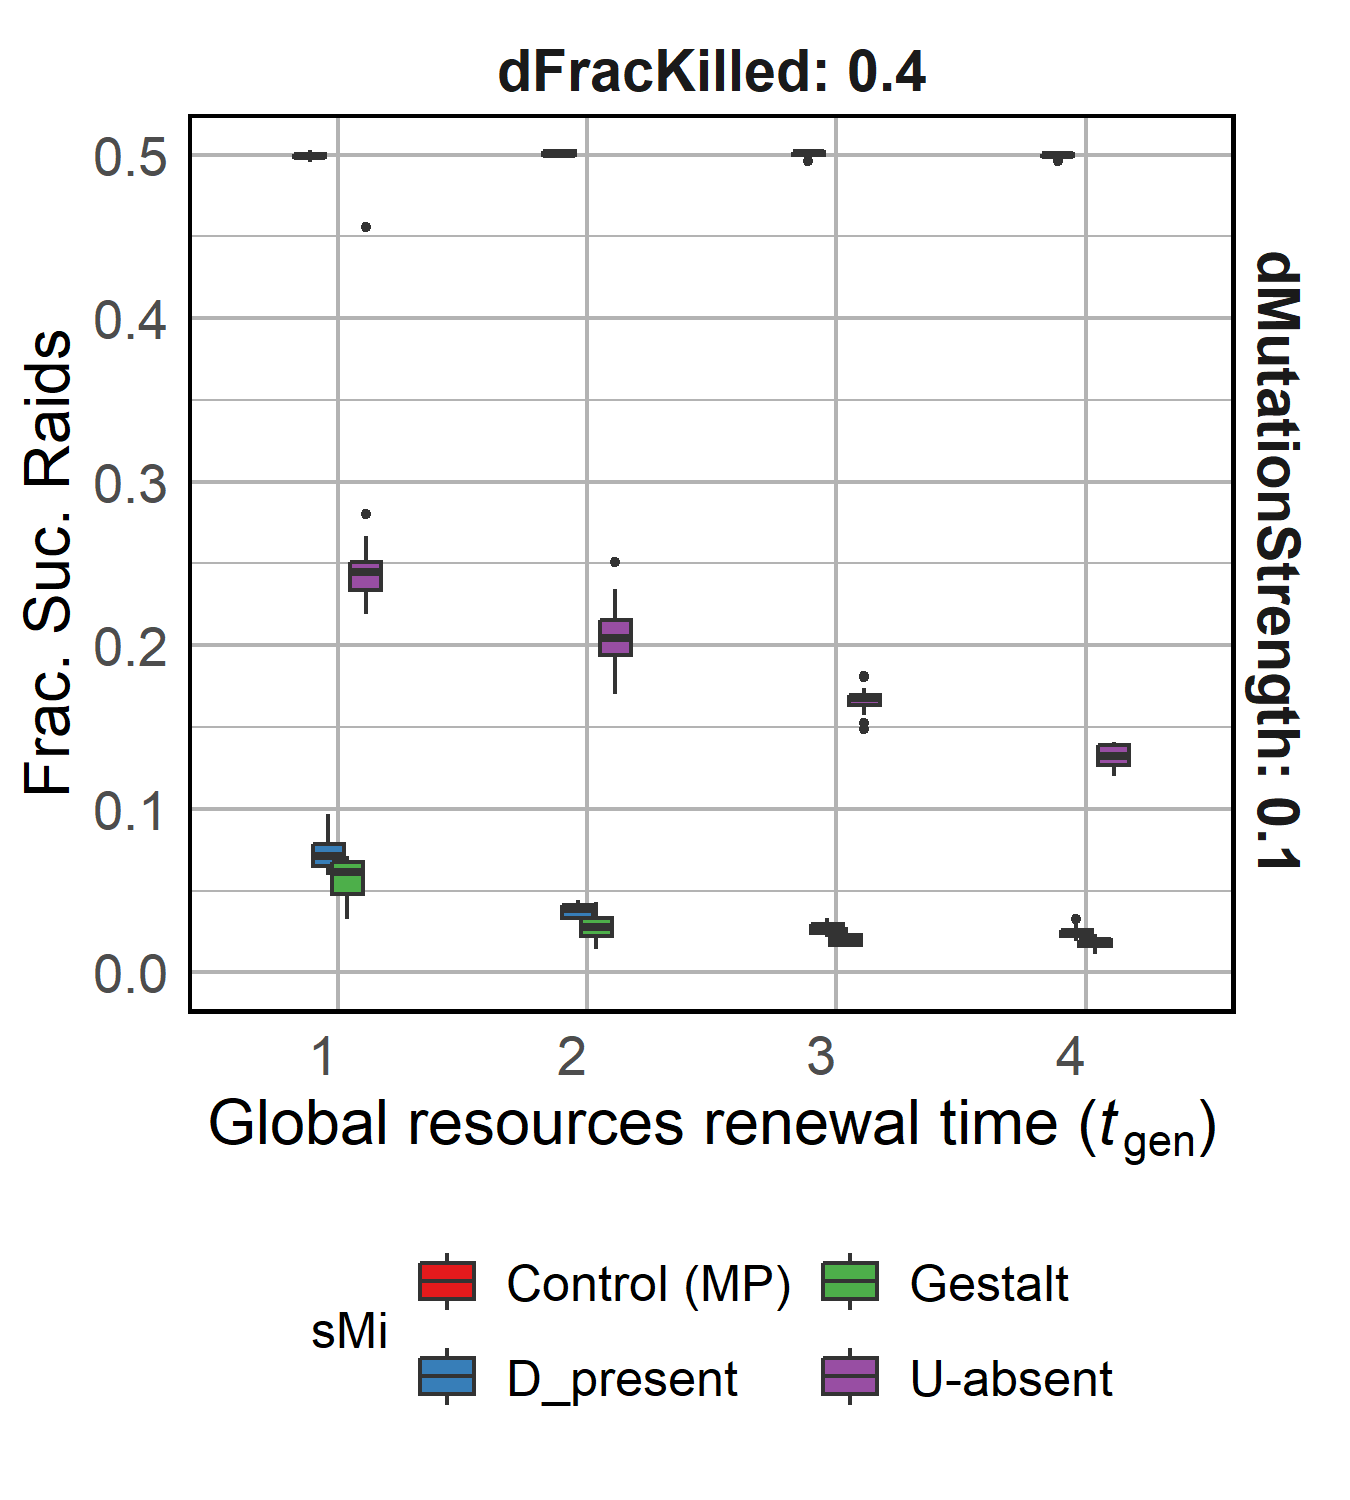 dFracKilled: 0.4
0.5
0.4
0.3
0.2
0.1
0.0
Frac. Suc. Raids
dMutationStrength: 0.1
1 2 3 4
Global resources renewal time (tgen)
sMi
Control (MP)
Gestalt
D_present
U-absent